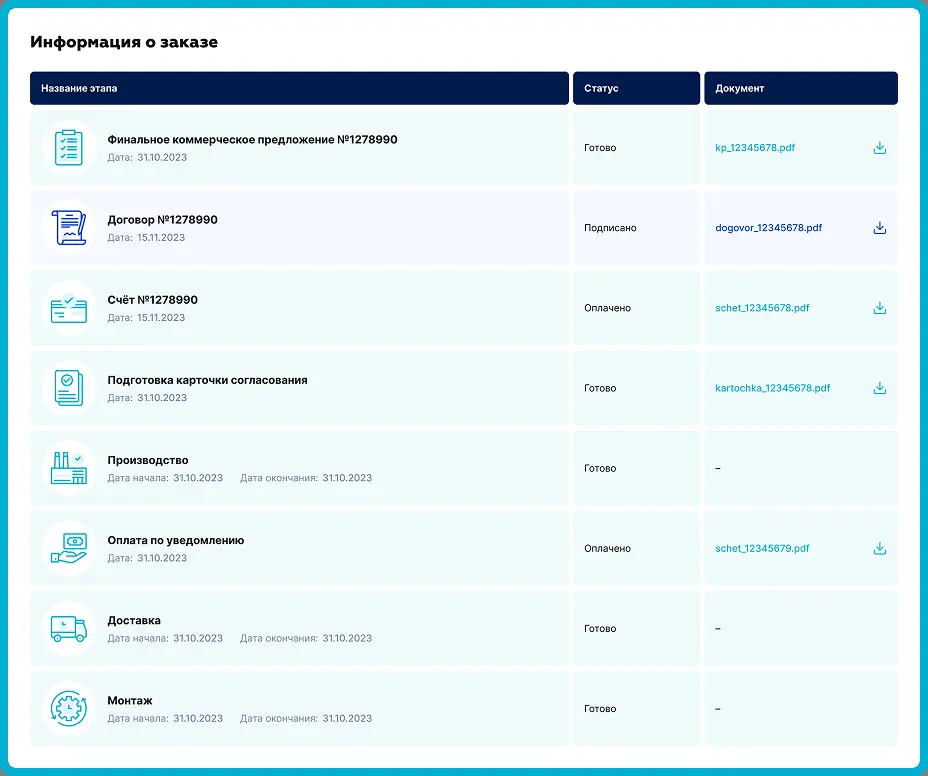 Информация о заказе
Название этапа Статус Документ
Финальное коммерческое предложение №1278990
Дата: 31.10.2023
Готово
kp_12345678.pdf
Договор №1278990
Дата: 15.11.2023
Подписано
dogovor_12345678.pdf
Счёт №1278990
Дата: 15.11.2023
Оплачено
schet_12345678.pdf
Подготовка карточки согласования
Дата: 31.10.2023
Готово
kartochka_12345678.pdf
Производство
Дата начала: 31.10.2023 Дата окончания: 31.10.2023
Готово
–
Оплата по уведомлению
Дата: 31.10.2023
Оплачено
schet_12345679.pdf
Доставка
Дата начала: 31.10.2023 Дата окончания: 31.10.2023
Готово
–
Монтаж
Дата начала: 31.10.2023 Дата окончания: 31.10.2023
Готово
–